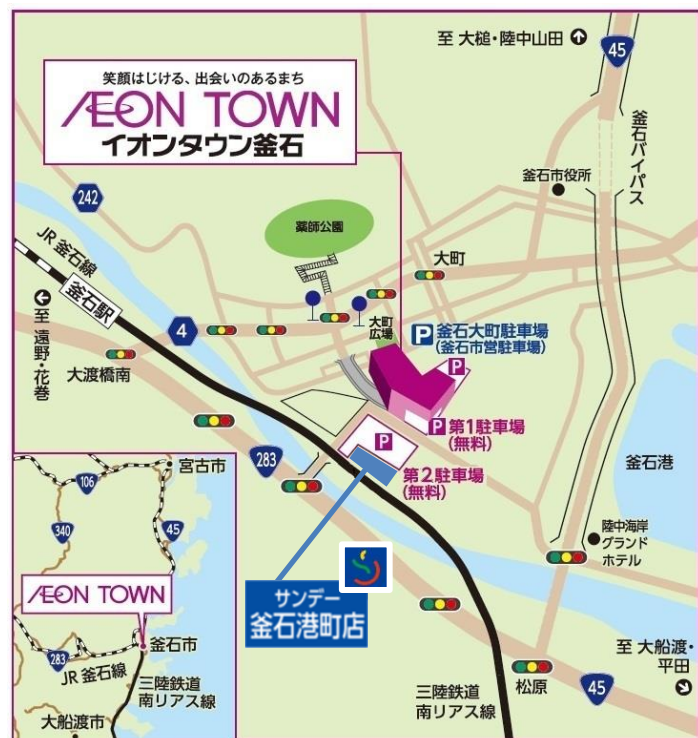 至 大槌・陸中山田
45
笑顔はじける、出会いのあるまち
ÆON TOWN
イオンタウン釜石
釜石バイパス
釜石市役所
242
薬師公園
JR 釜石線
大町
釜石駅
至 遠野・花巻
4
大町
広場
P 釜石大町駐車場
(釜石市営駐車場)
P
大渡橋南
P 第1駐車場
(無料)
P
283
第2駐車場
(無料)
釜石港
宮古市
106
45
340
陸中海岸
グランド
ホテル
ÆON TOWN
サンデー
釜石港町店
釜石市
283
JR 釜石線
三陸鉄道
南リアス線
大船渡市
三陸鉄道
南リアス線
松原
45
至 大船渡・
平田